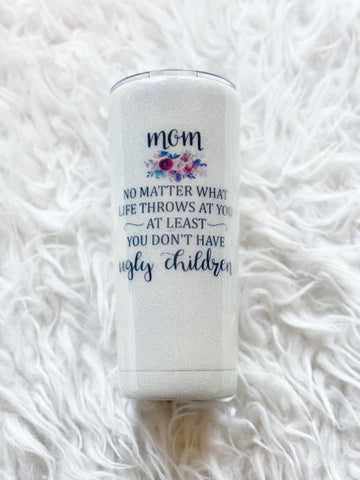 mom
NO MATTER WHAT
LIFE THROWS AT YOU
AT LEAST
YOU DON'T HAVE
ugly children